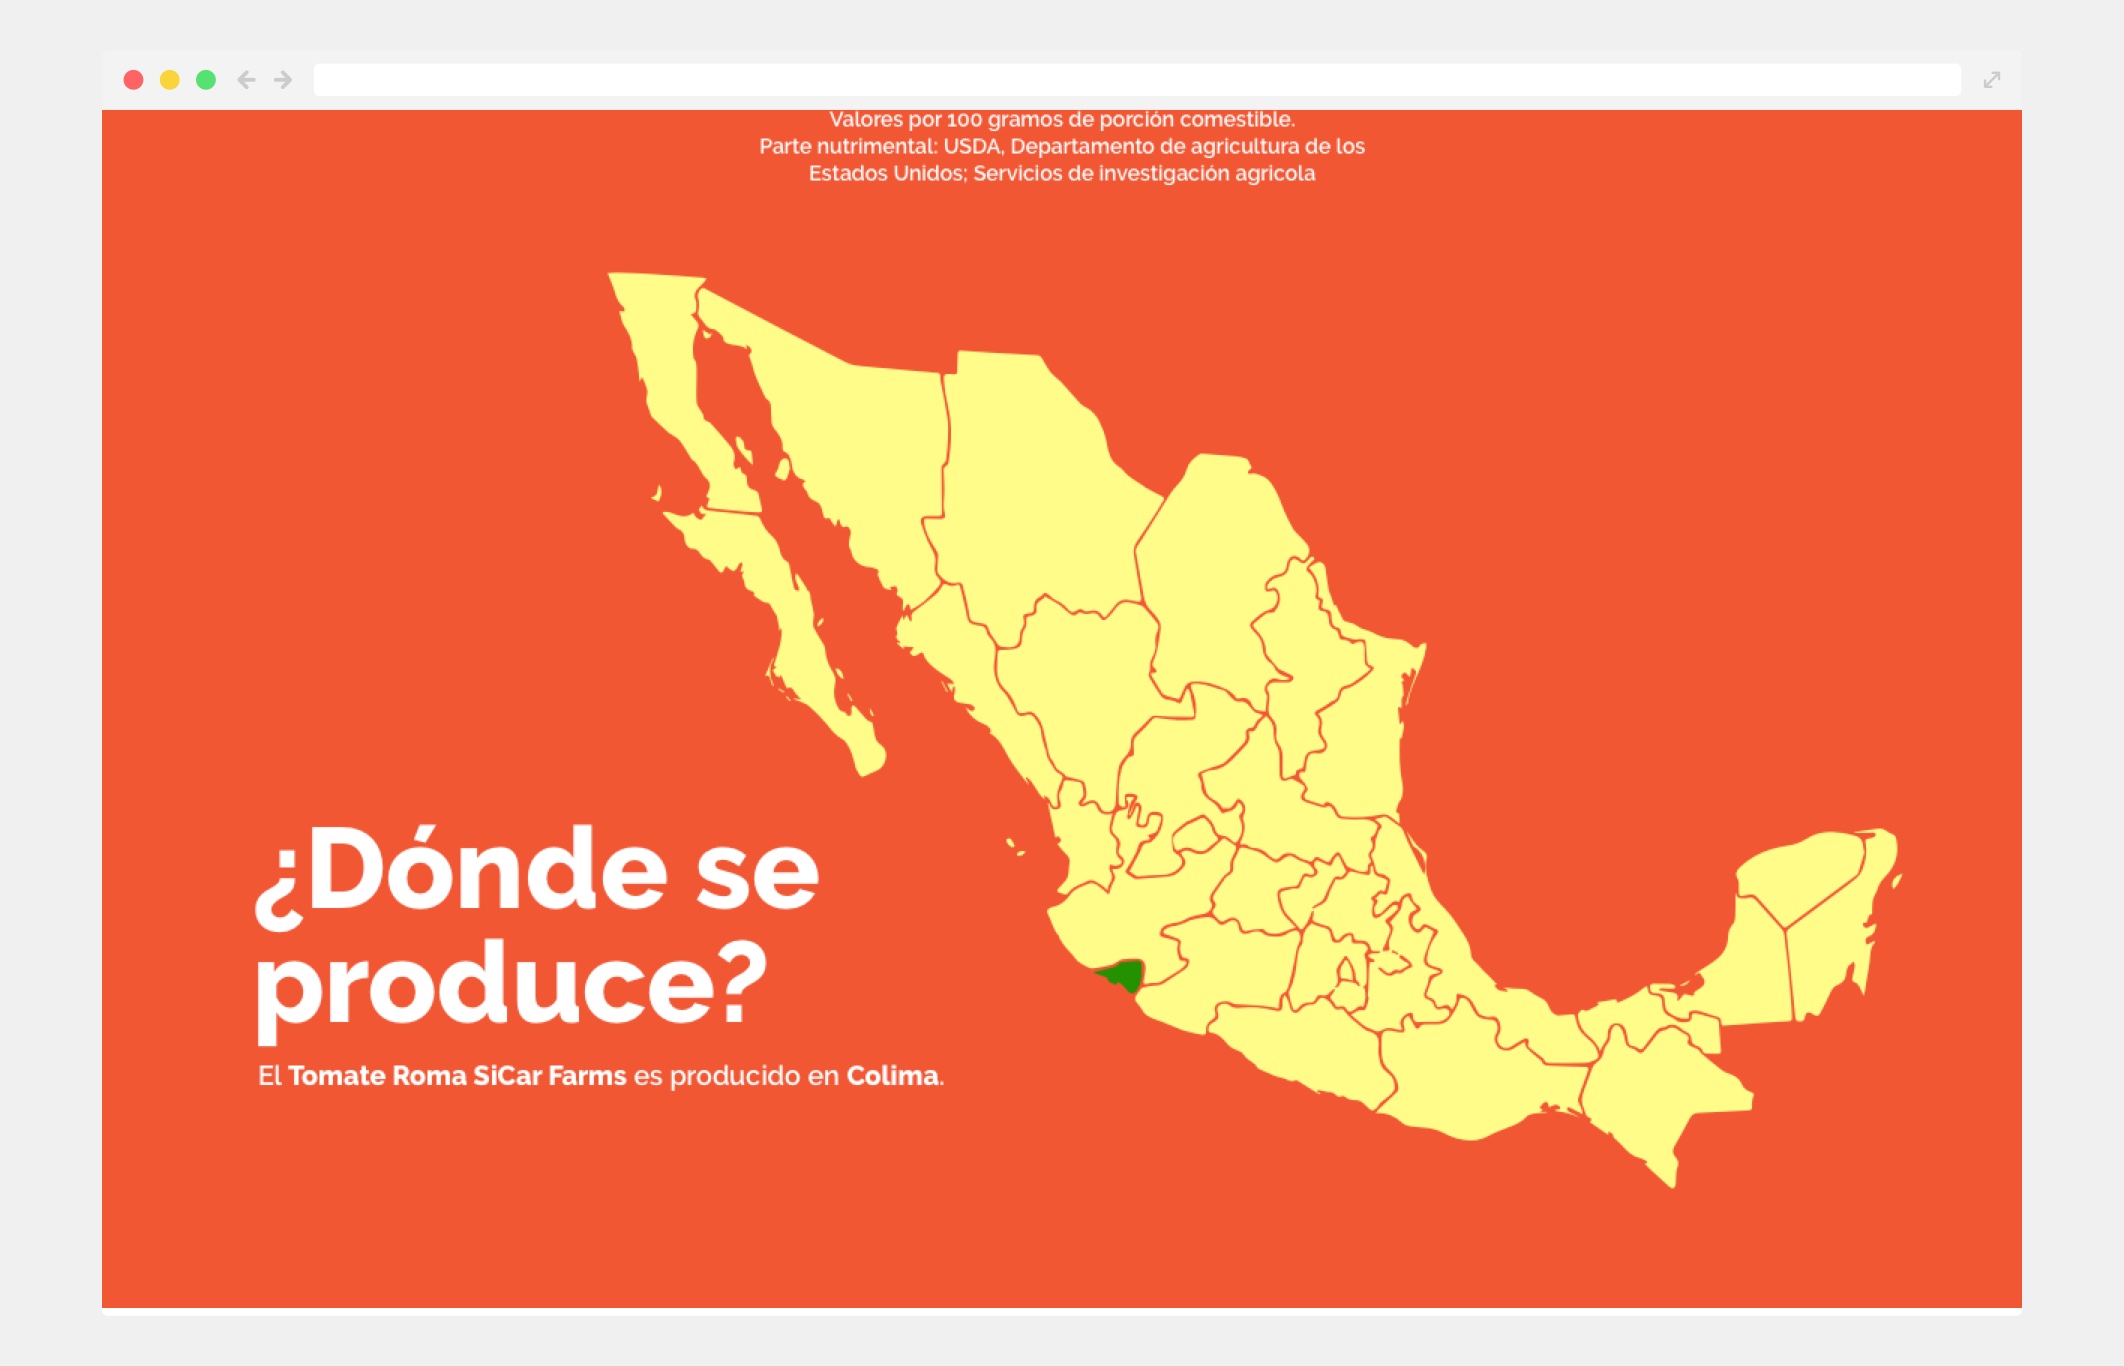 Valores por 100 gramos de porción comestible.
Parte nutrimental: USDA, Departamento de agricultura de los
Estados Unidos; Servicios de investigación agricola
¿Dónde se
produce?
El Tomate Roma SiCar Farms es producido en Colima.